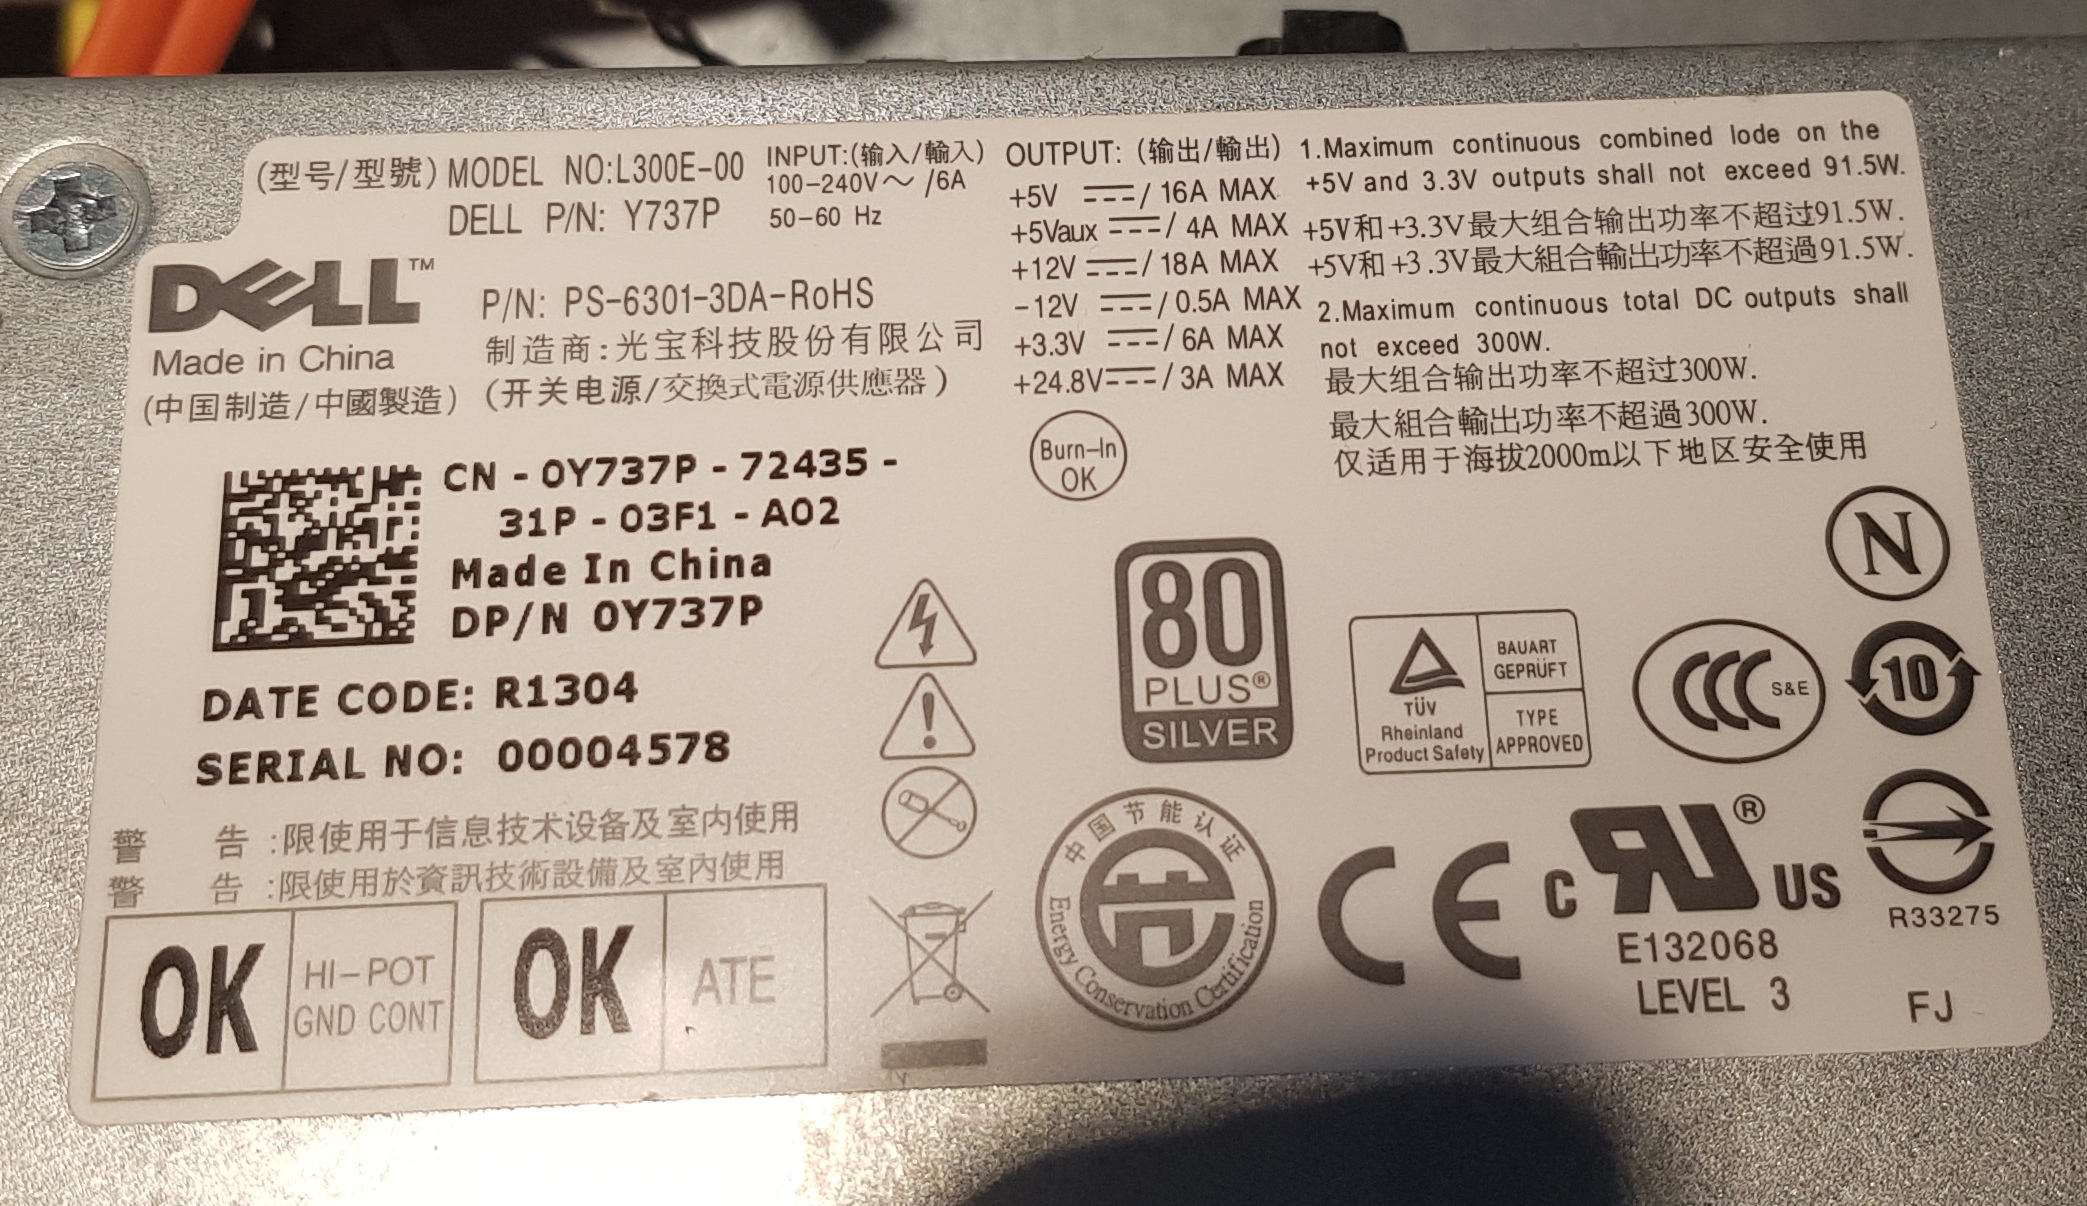 (型号/型號) MODEL NO:L300E-00
DELL P/N: Y737P
INPUT:(输入/輸入)
100-240V～ /6A
50-60 Hz
DELL™
Made in China
(中国制造/中國製造)
P/N: PS-6301-3DA-RoHS
制造商:光宝科技股份有限公司
(开关电源/交換式電源供應器)
OUTPUT: (输出/輸出)
+5V ⎓/ 16A MAX
+5Vaux ⎓/ 4A MAX
+12V ⎓/ 18A MAX
-12V ⎓/ 0.5A MAX
+3.3V ⎓/ 6A MAX
+24.8V⎓/ 3A MAX
1.Maximum continuous combined lode on the
+5V and 3.3V outputs shall not exceed 91.5W.
+5V和+3.3V最大组合输出功率不超过91.5W.
+5V和+3.3V最大組合輸出功率不超過91.5W.
2.Maximum continuous total DC outputs shall
not exceed 300W.
最大组合输出功率不超过300W.
最大組合輸出功率不超過300W.
仅适用于海拔2000m以下地区安全使用
Burn-In
OK
CN - 0Y737P - 72435 -
31P - 03F1 - A02
Made In China
DP/N 0Y737P
DATE CODE: R1304
SERIAL NO: 00004578
警 告 :限使用于信息技术设备及室内使用
警 告 :限使用於資訊技術設備及室內使用
OK
HI-POT
GND CONT
OK
ATE
80
PLUS®
SILVER
TÜV
Rheinland
Product Safety
BAUART
GEPRÜFT
TYPE
APPROVED
CCC S&E
N
10
中国节能认证
Energy Conservation Certification
CE
C RU® US
E132068
LEVEL 3
R33275
FJ